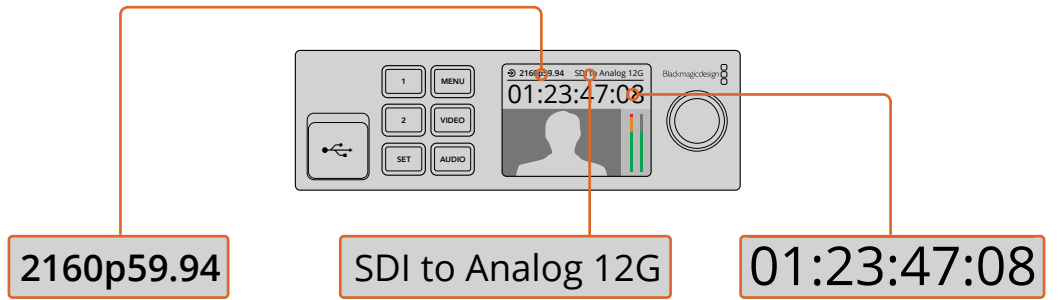 2160p59.94 SDI to Analog 12G
01:23:47:08
1 MENU
2 VIDEO
SET AUDIO
Blackmagicdesign
2160p59.94
SDI to Analog 12G
01:23:47:08